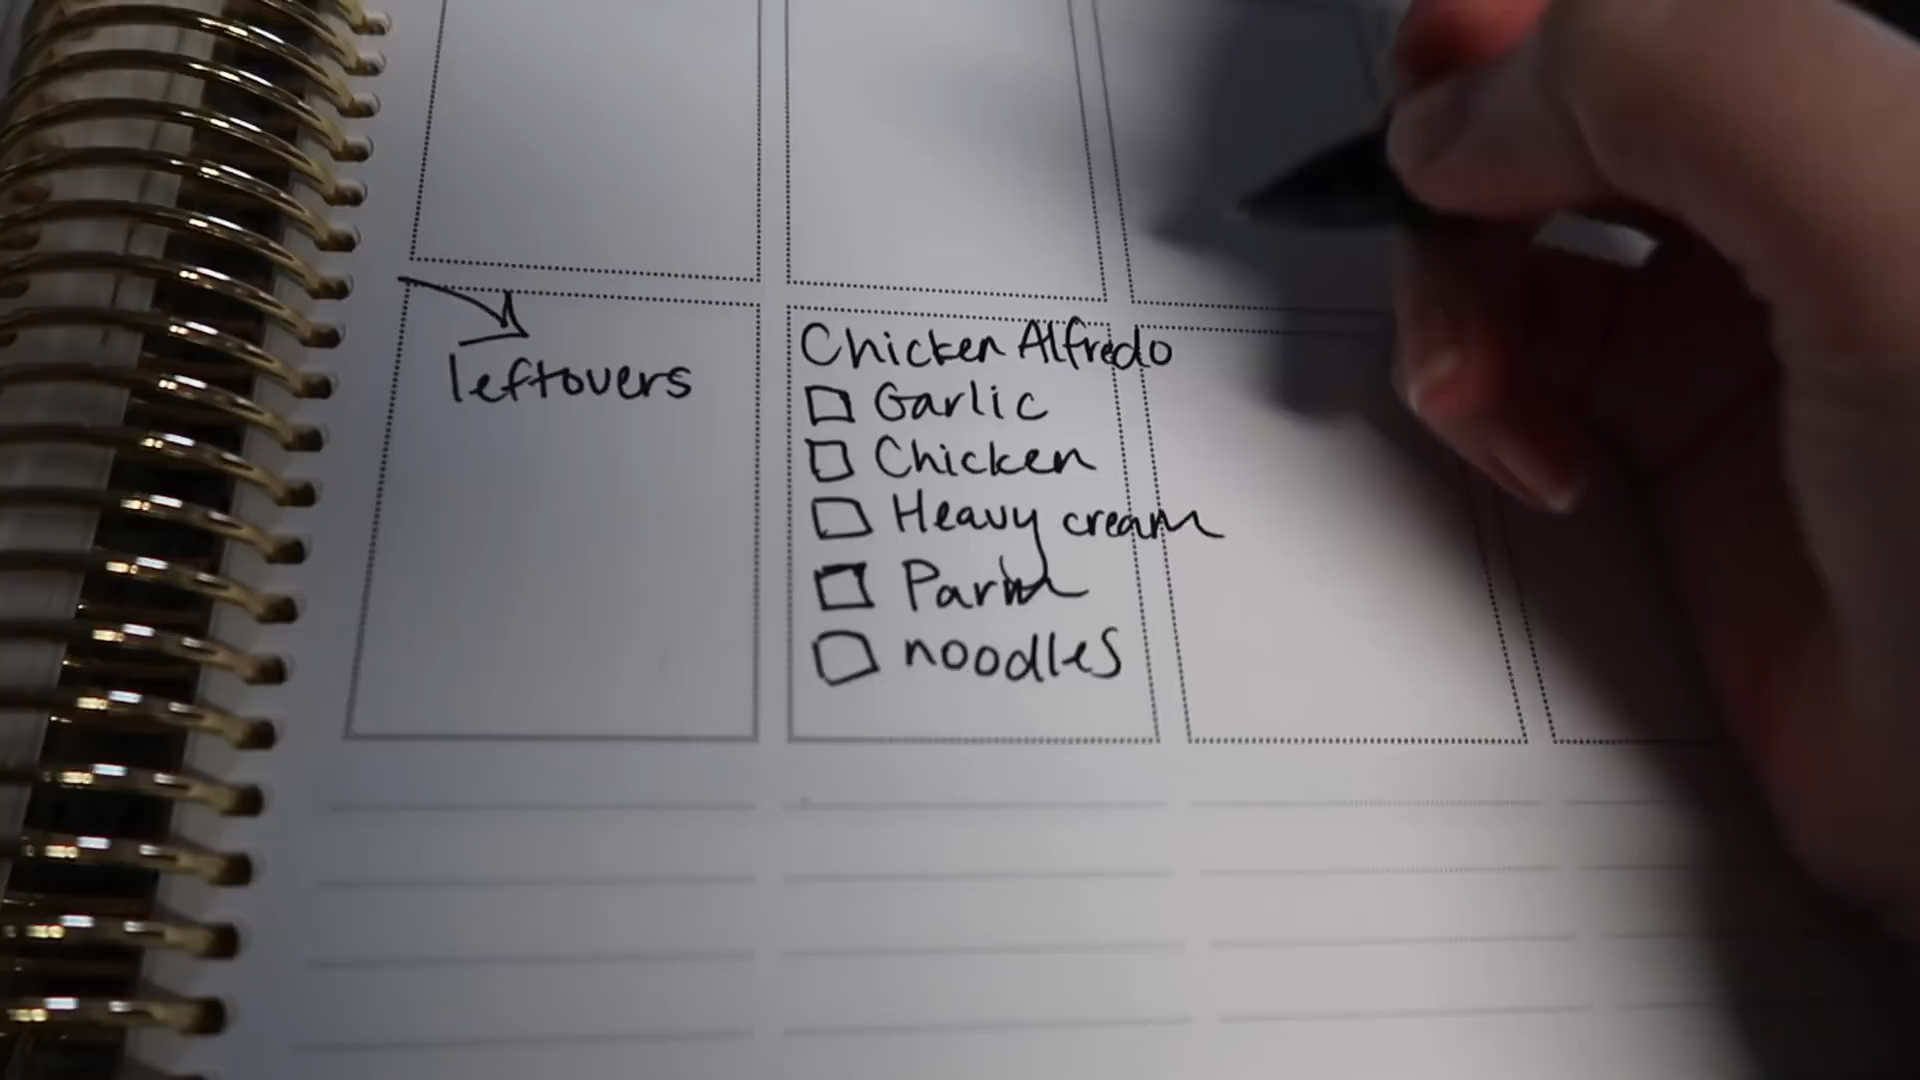 leftovers
Chicken Alfredo
Garlic
Chicken
Heavy cream
Parm
noodles